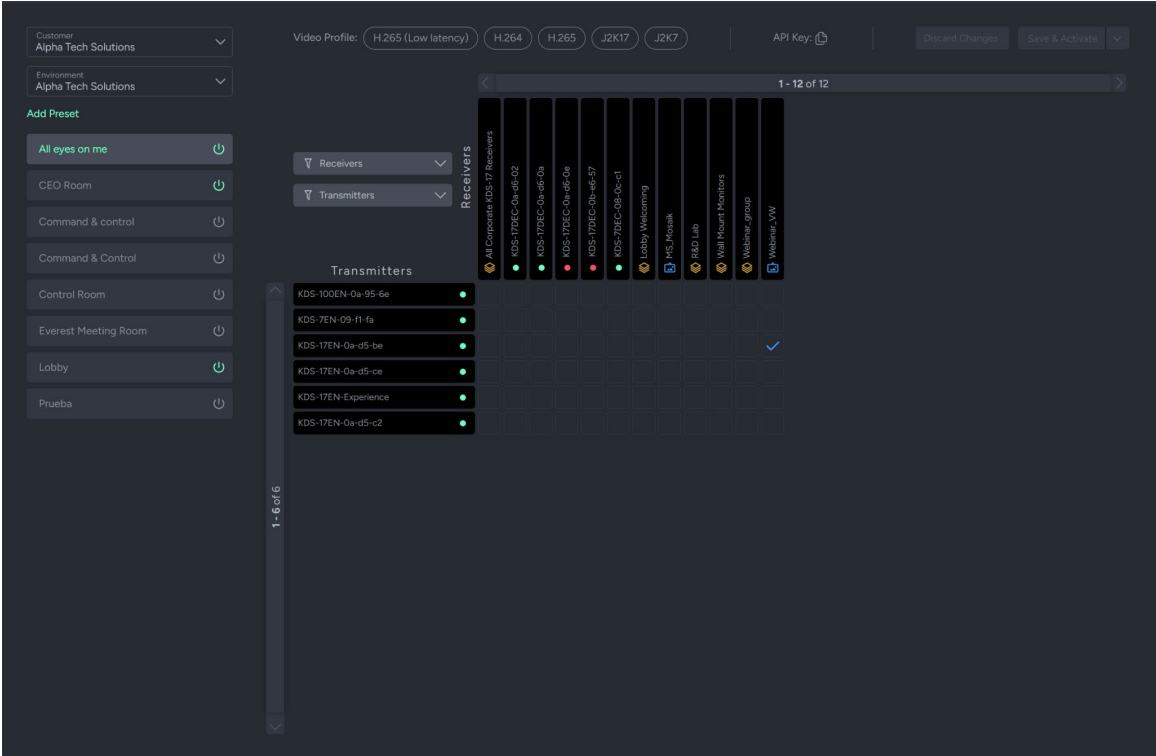 Customer
Alpha Tech Solutions
Environment
Alpha Tech Solutions
Add Preset
All eyes on me
CEO Room
Command & control
Command & Control
Control Room
Everest Meeting Room
Lobby
Prueba
Video Profile: H.265 (Low latency) H.264 H.265 J2K17 J2K7
API Key:
Discard Changes
Save & Activate
1 - 12 of 12
Receivers
Transmitters
Receivers
All Corporate KDS-17 Receivers
KDS-17DEC-0a-d6-02
KDS-17DEC-0a-d6-0a
KDS-17DEC-0a-d6-0e
KDS-17DEC-0b-e6-57
KDS-7DEC-08-0c-c1
Lobby Welcoming
MS_Mosaik
R&D Lab
Wall Mount Monitors
Webinar_group
Webinar_VW
Transmitters
KDS-100EN-0a-95-6e
KDS-7EN-09-f1-fa
KDS-17EN-0a-d5-be
KDS-17EN-0a-d5-ce
KDS-17EN-Experience
KDS-17EN-0a-d5-c2
1 - 6 of 6